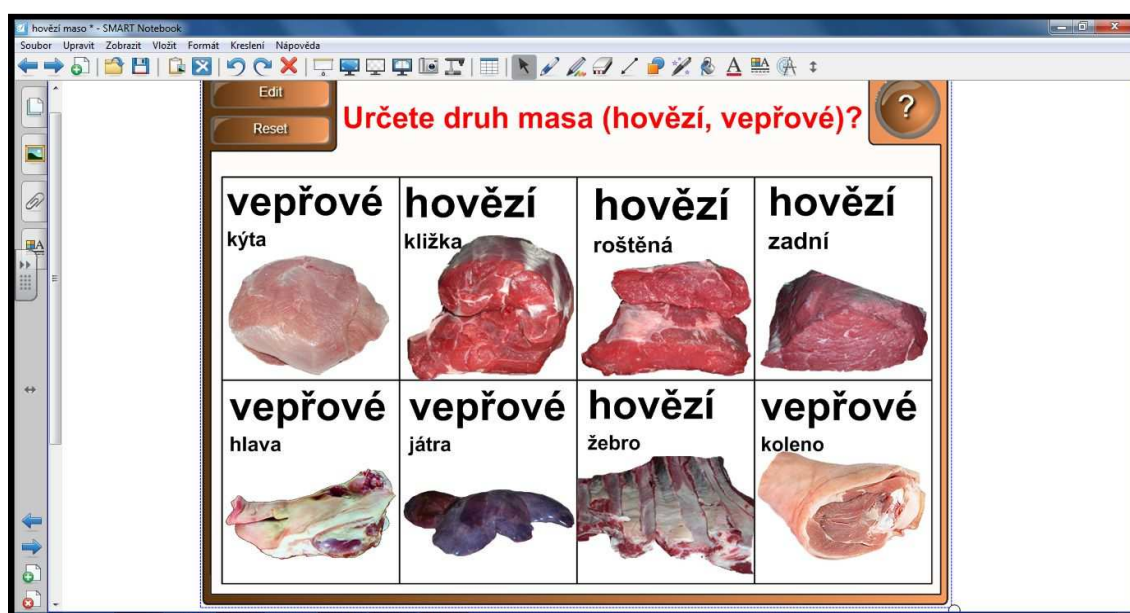 hovězí maso * - SMART Notebook
Soubor Upravit Zobrazit Vložit Formát Kreslení Nápověda
Edit
Reset
Určete druh masa (hovězí, vepřové)?
?
vepřové
kýta
hovězí
kližka
hovězí
roštěná
hovězí
zadní
vepřové
hlava
vepřové
játra
hovězí
žebro
vepřové
koleno